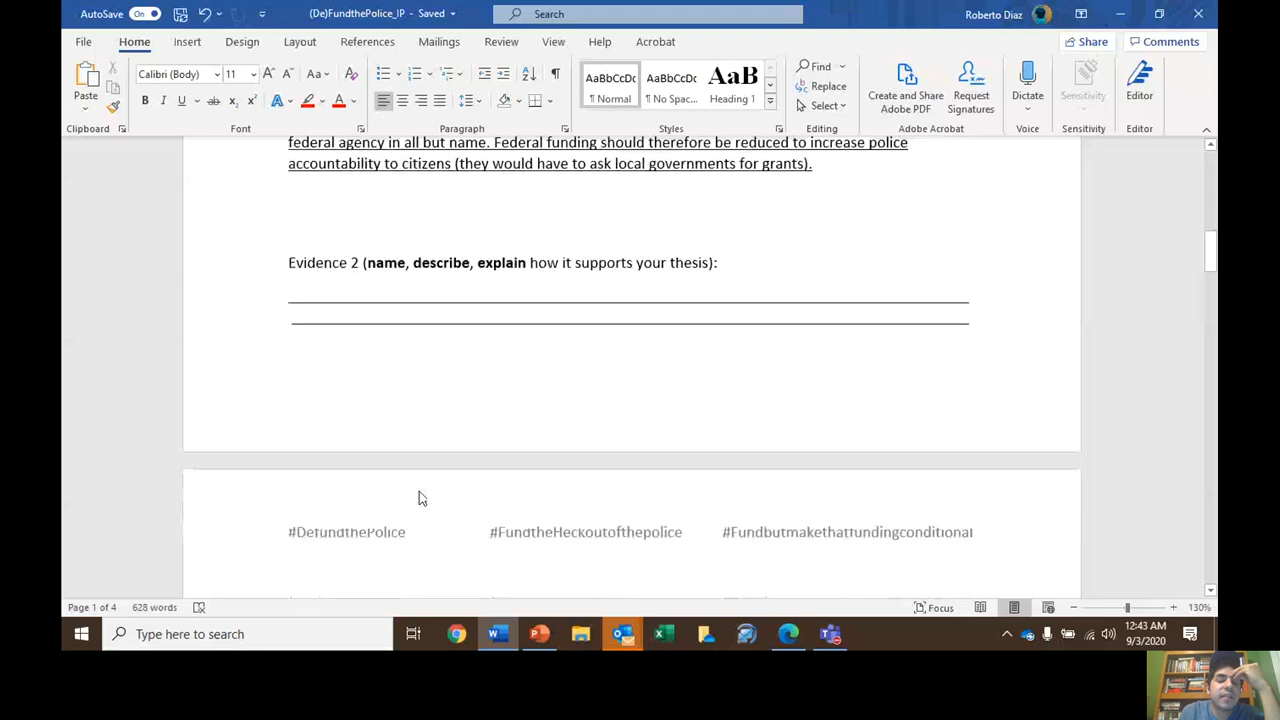 AutoSave On (De)FundthePolice_IP - Saved Search Roberto Diaz
File Home Insert Design Layout References Mailings Review View Help Acrobat Share Comments
Paste Calibri (Body) 11 Aa AaBbCcDc AaBbCcDc AaB Find Replace Select Create and Share Adobe PDF Request Signatures Dictate Sensitivity Editor
¶ Normal ¶ No Spac... Heading 1
Clipboard Font Paragraph Styles Editing Adobe Acrobat Voice Sensitivity Editor
federal agency in all but name. Federal funding should therefore be reduced to increase police
accountability to citizens (they would have to ask local governments for grants).
Evidence 2 (name, describe, explain how it supports your thesis):
#DefundthePolice #FundtheHeckoutofthepolice #Fundbutmakethatfundingconditional
Page 1 of 4 628 words Focus 130%
Type here to search 12:43 AM
9/3/2020